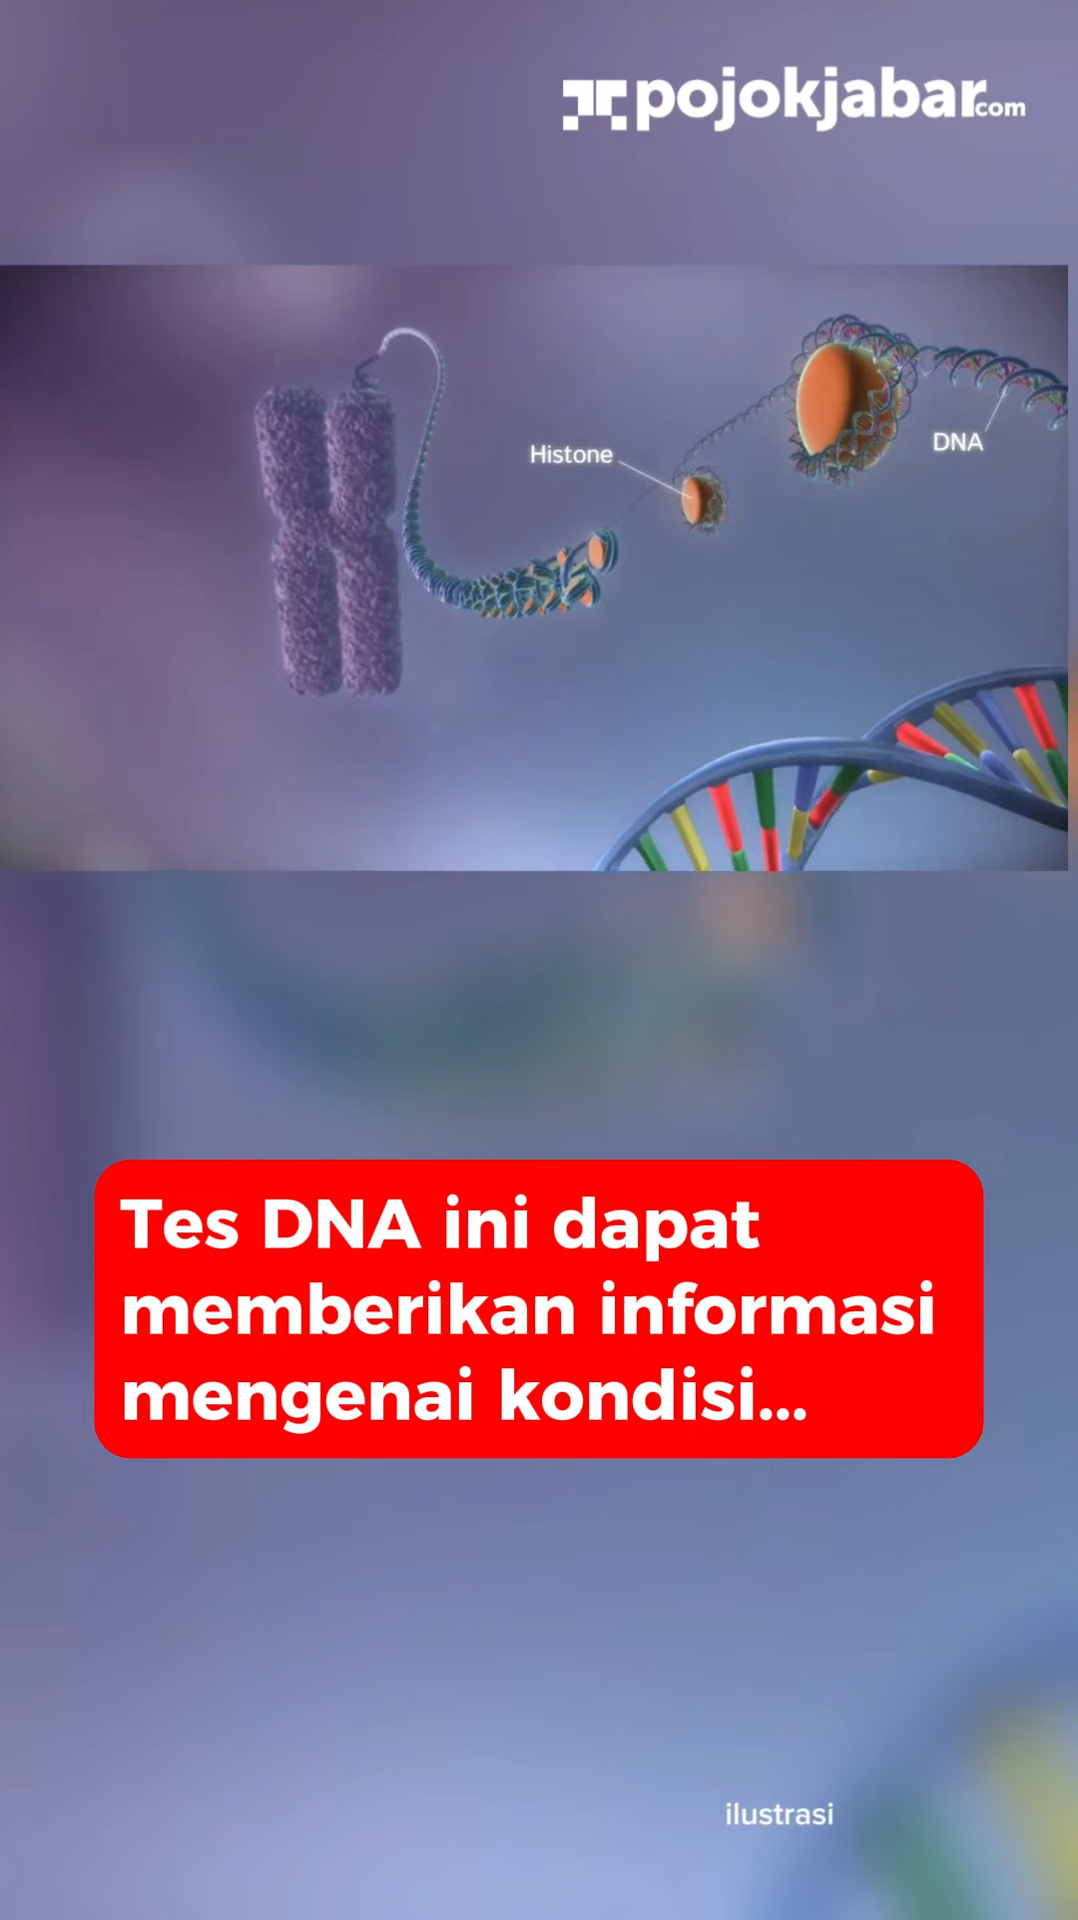 pojokjabar.com
Histone
DNA
Tes DNA ini dapat
memberikan informasi
mengenai kondisi...
ilustrasi